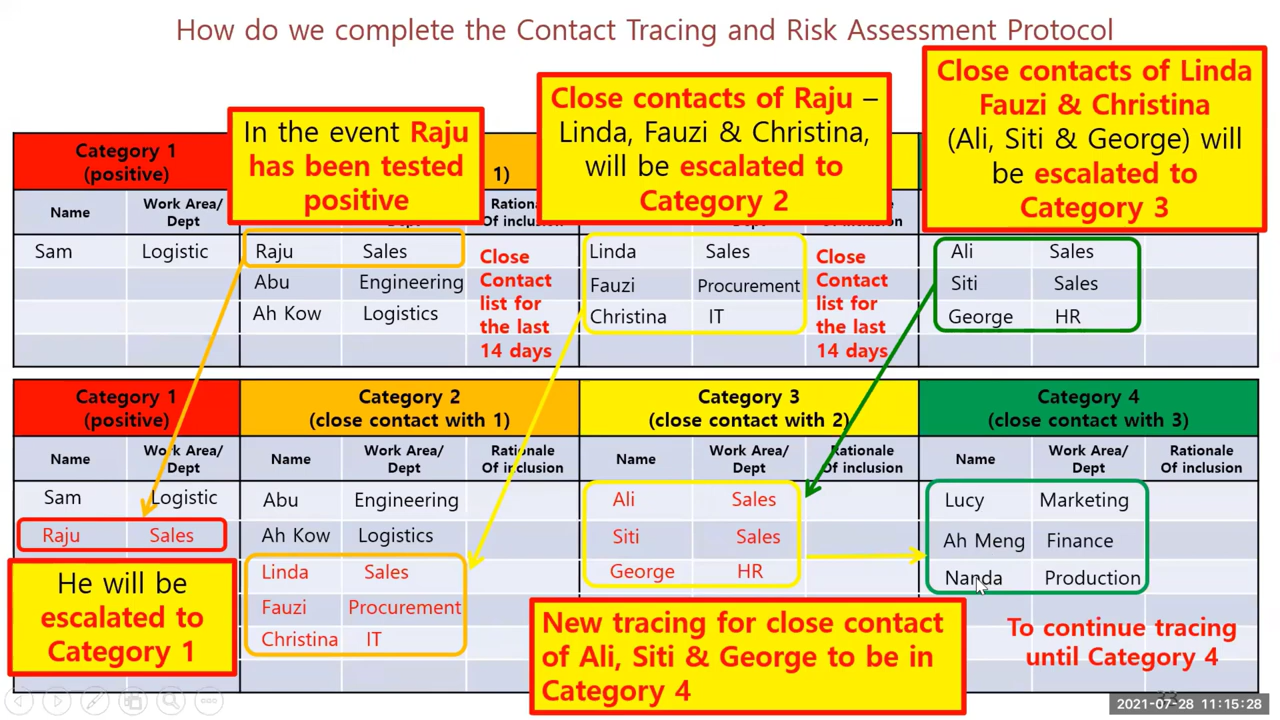 How do we complete the Contact Tracing and Risk Assessment Protocol
In the event Raju
has been tested
positive
Close contacts of Raju –
Linda, Fauzi & Christina,
will be escalated to
Category 2
Close contacts of Linda
Fauzi & Christina
(Ali, Siti & George) will
be escalated to
Category 3
Category 1
(positive)
1)
Name
Work Area/
Dept
Of inclusion
Of inclusion
Sam Logistic
Raju Sales
Abu Engineering
Ah Kow Logistics
Close
Contact
list for
the last
14 days
Linda Sales
Fauzi Procurement
Christina IT
Close
Contact
list for
the last
14 days
Ali Sales
Siti Sales
George HR
Category 1
(positive)
Category 2
(close contact with 1)
Category 3
(close contact with 2)
Category 4
(close contact with 3)
Name
Work Area/
Dept
Name
Work Area/
Dept
Rationale
Of inclusion
Name
Work Area/
Dept
Rationale
Of inclusion
Name
Work Area/
Dept
Rationale
Of inclusion
Sam Logistic
Raju Sales
Abu Engineering
Ah Kow Logistics
Linda Sales
Fauzi Procurement
Christina IT
Ali Sales
Siti Sales
George HR
Lucy Marketing
Ah Meng Finance
Nanda Production
He will be
escalated to
Category 1
New tracing for close contact
of Ali, Siti & George to be in
Category 4
To continue tracing
until Category 4
2021-07-28 11:15:28